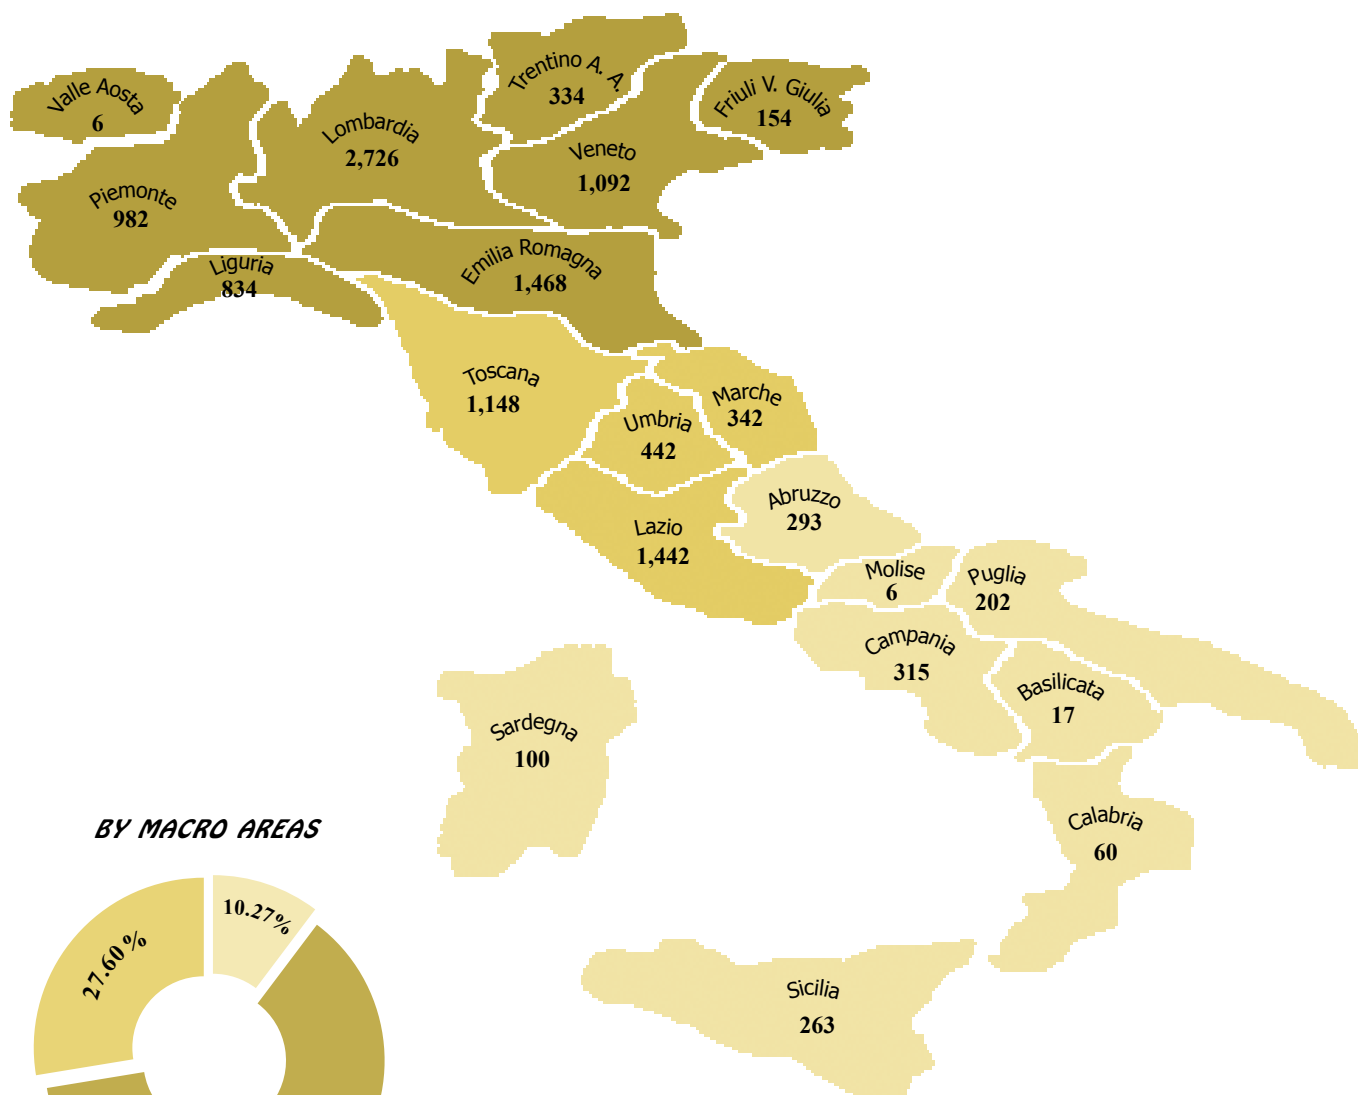 Trentino A. A.
334
Friuli V. Giulia
154
Valle Aosta
6
Lombardia
2,726
Veneto
1,092
Piemonte
982
Liguria
834
Emilia Romagna
1,468
Toscana
1,148
Marche
342
Umbria
442
Abruzzo
293
Lazio
1,442
Molise
6
Puglia
202
Campania
315
Basilicata
17
Sardegna
100
Calabria
60
BY MACRO AREAS
10.27%
27.60%
Sicilia
263